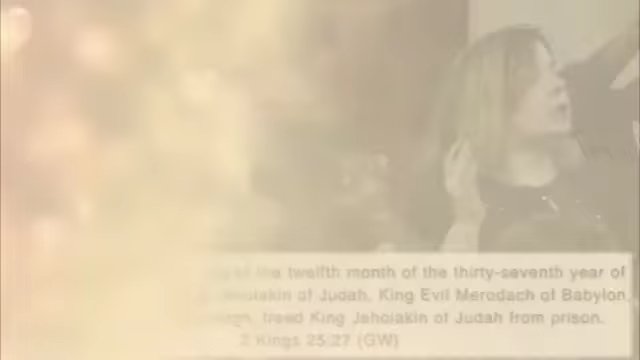 of the twelfth month of the thirty-seventh year of
of Judah, King Evil Merodach of Babylon,
freed King Jehoiakin of Judah from prison.
2 Kings 25:27 (GW)